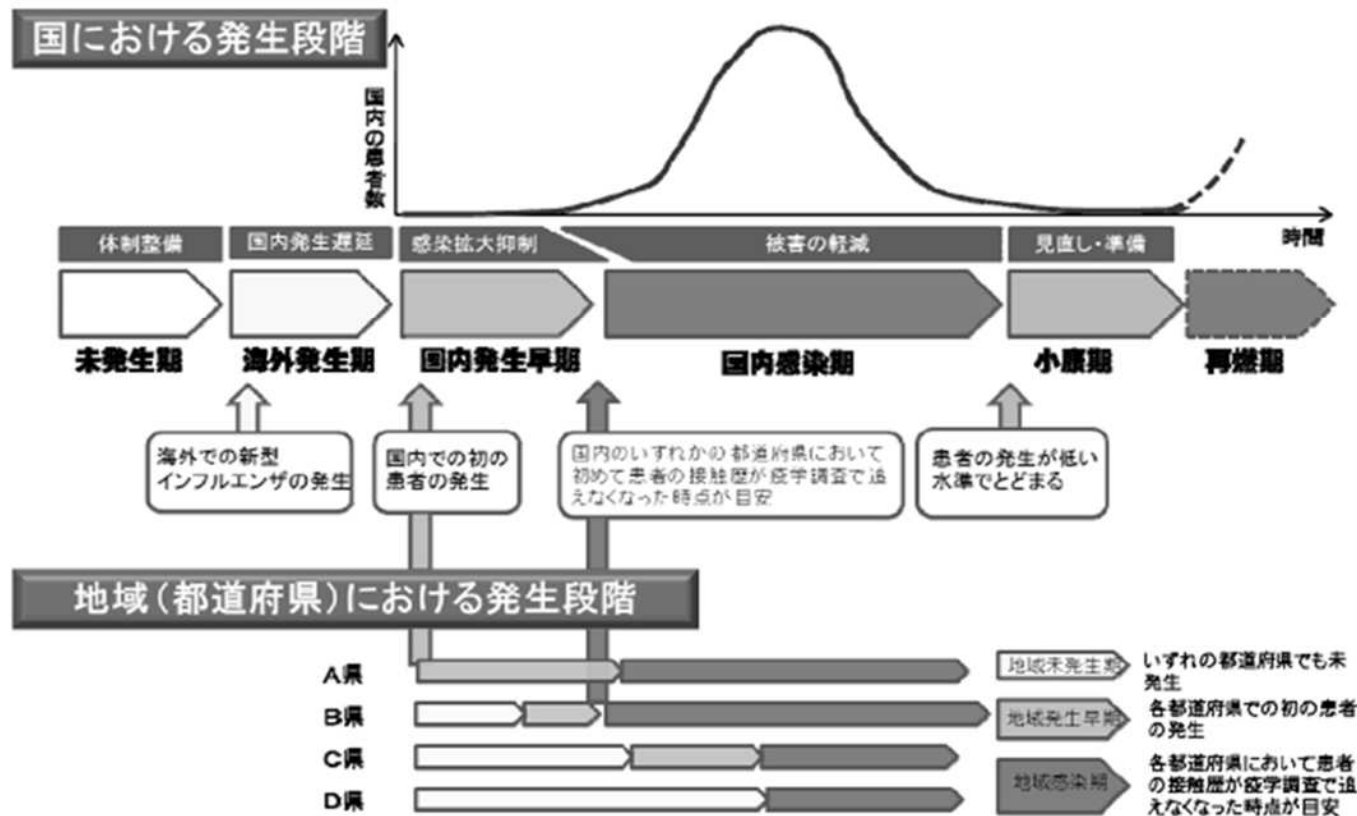 国における発生段階
国内の患者数
時間
体制整備
国内発生遅延
感染拡大抑制
被害の軽減
見直し・準備
未発生期
海外発生期
国内発生早期
国内感染期
小康期
再燃期
海外での新型
インフルエンザの発生
国内での初の
患者の発生
国内のいずれかの都道府県において
初めて患者の接触歴が疫学調査で追
えなくなった時点が目安
患者の発生が低い
水準でとどまる
地域(都道府県)における発生段階
A県
B県
C県
D県
地域未発生期
いずれの都道府県でも未
発生
地域発生早期
各都道府県での初の患者
の発生
地域感染期
各都道府県において患者
の接触歴が疫学調査で追
えなくなった時点が目安